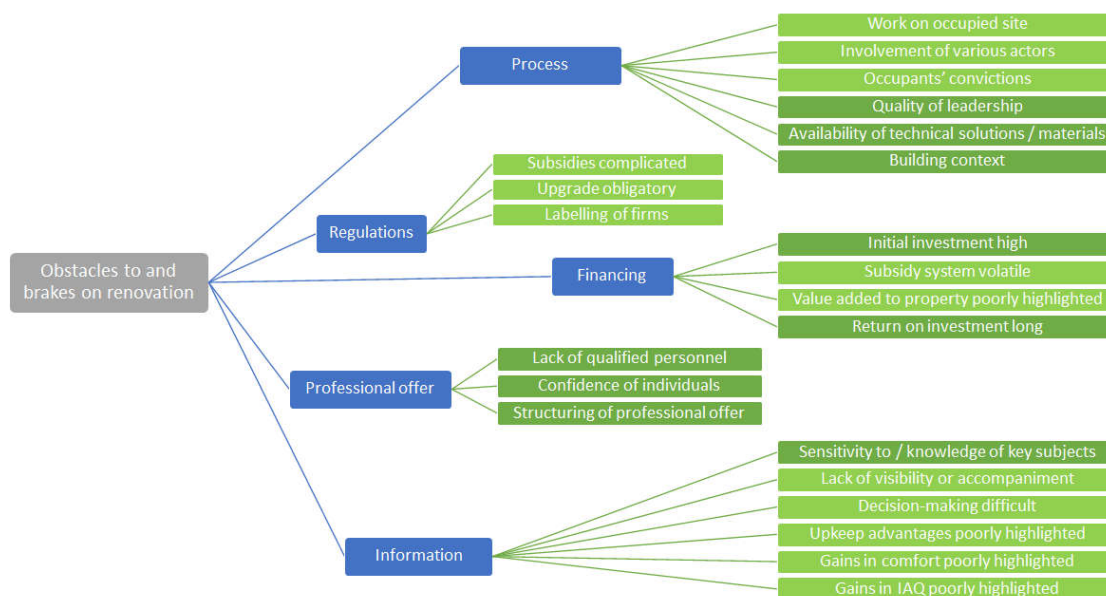 Obstacles to and
brakes on renovation
Process
Work on occupied site
Involvement of various actors
Occupants’ convictions
Quality of leadership
Availability of technical solutions / materials
Building context
Regulations
Subsidies complicated
Upgrade obligatory
Labelling of firms
Financing
Initial investment high
Subsidy system volatile
Value added to property poorly highlighted
Return on investment long
Professional offer
Lack of qualified personnel
Confidence of individuals
Structuring of professional offer
Information
Sensitivity to / knowledge of key subjects
Lack of visibility or accompaniment
Decision-making difficult
Upkeep advantages poorly highlighted
Gains in comfort poorly highlighted
Gains in IAQ poorly highlighted